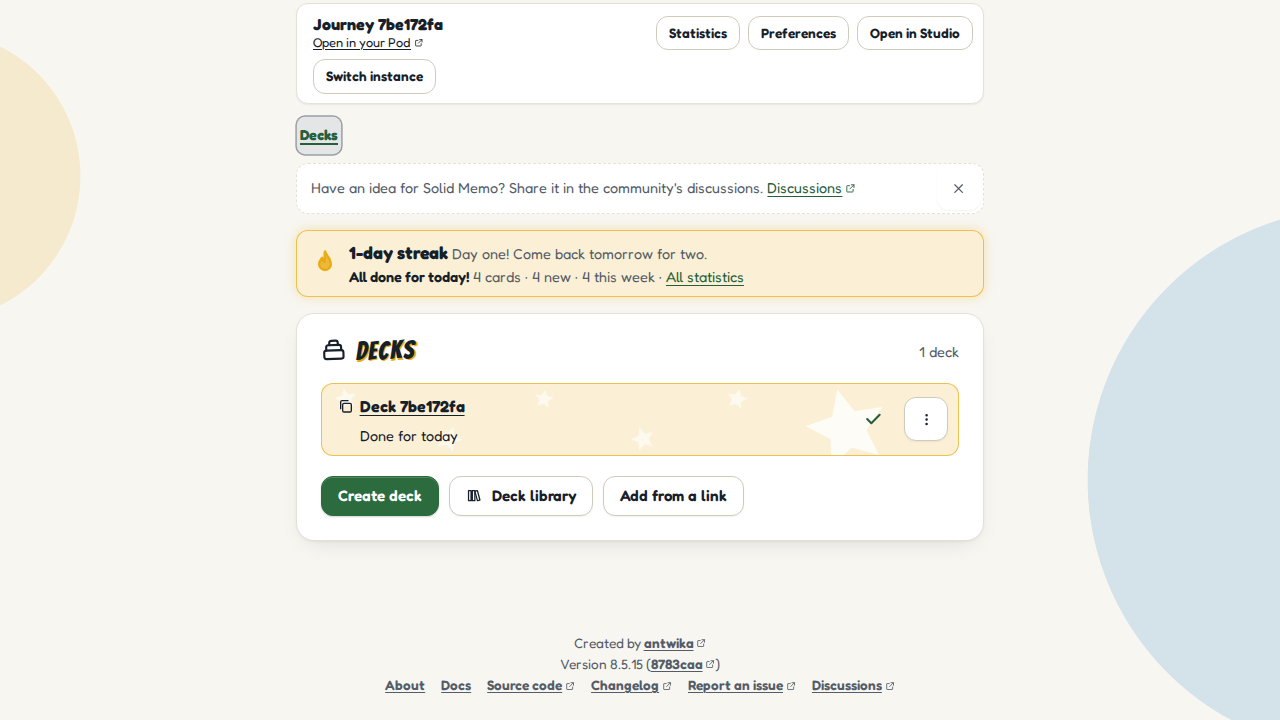 Journey 7be172fa
Open in your Pod
Statistics
Preferences
Open in Studio
Switch instance
Decks
Have an idea for Solid Memo? Share it in the community's discussions. Discussions
1-day streak Day one! Come back tomorrow for two.
All done for today! 4 cards · 4 new · 4 this week · All statistics
DECKS
1 deck
Deck 7be172fa
Done for today
Create deck
Deck library
Add from a link
Created by antwika
Version 8.5.15 (8783caa)
About Docs Source code Changelog Report an issue Discussions